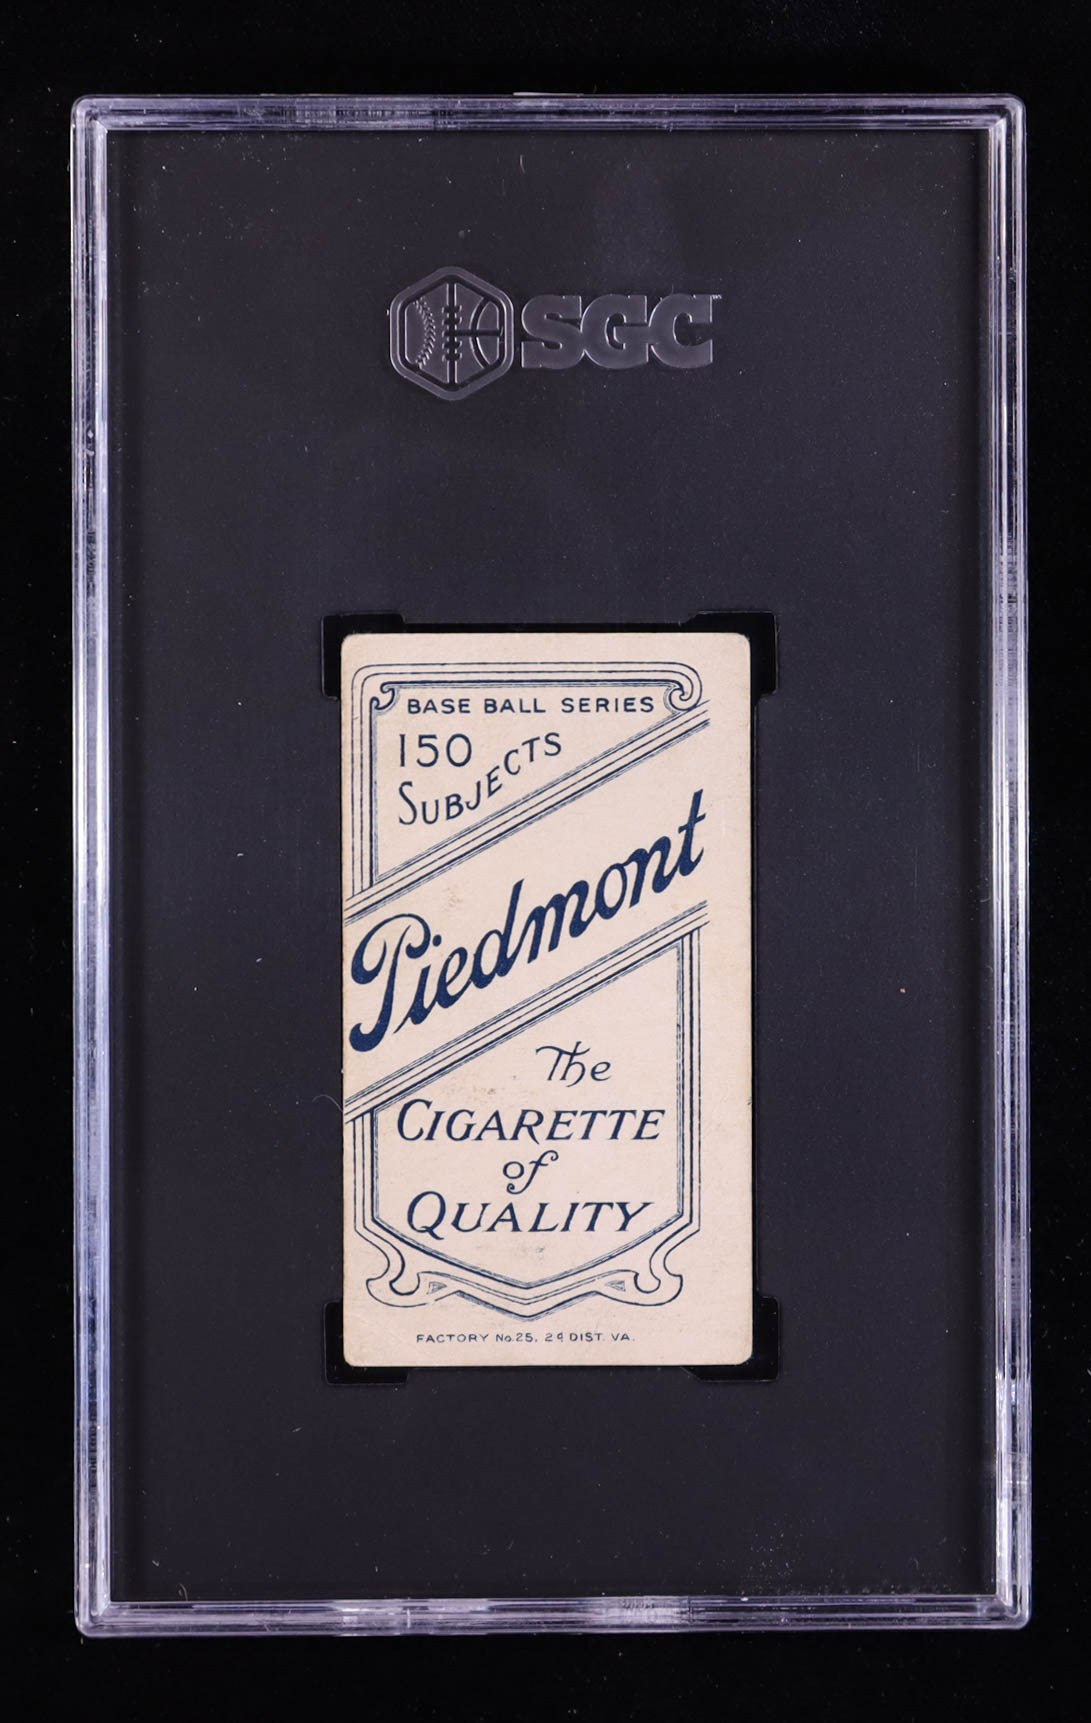 SGC
BASE BALL SERIES
150
SUBJECTS
Piedmont
The
CIGARETTE
of
QUALITY
FACTORY No. 25, 2d DIST. VA.